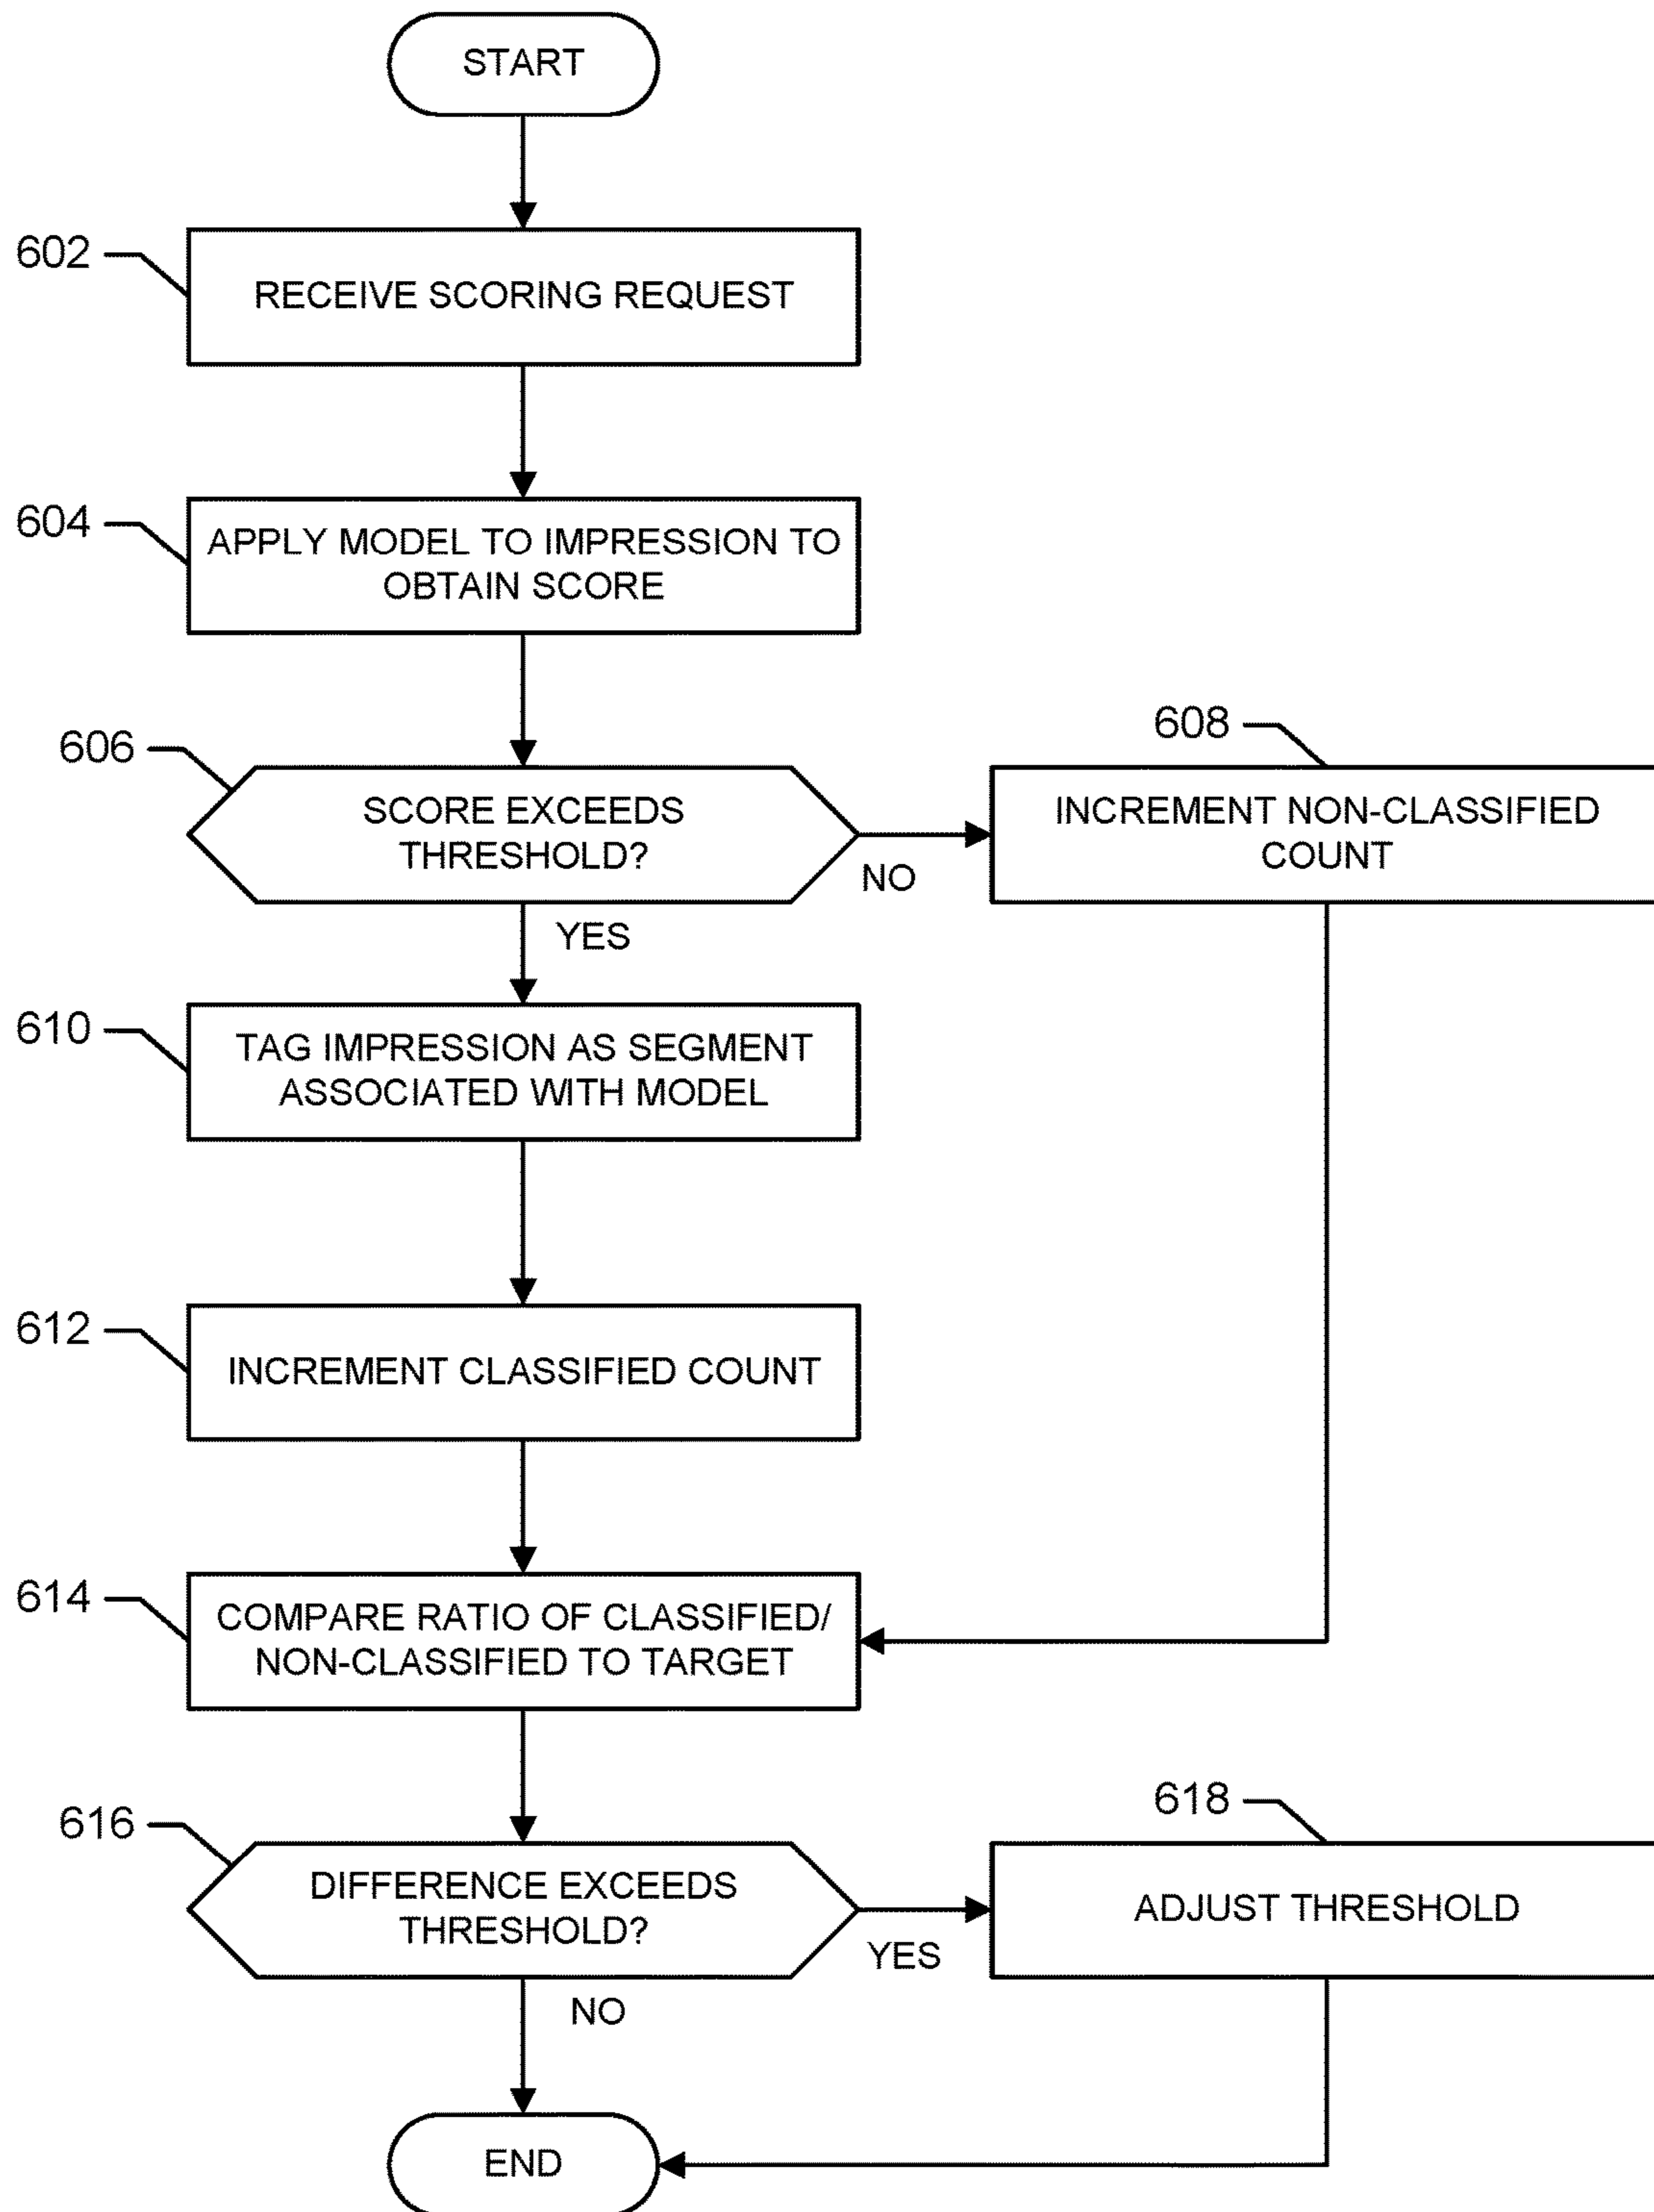 START
602
RECEIVE SCORING REQUEST
604
APPLY MODEL TO IMPRESSION TO
OBTAIN SCORE
606
SCORE EXCEEDS
THRESHOLD?
NO
YES
608
INCREMENT NON-CLASSIFIED
COUNT
610
TAG IMPRESSION AS SEGMENT
ASSOCIATED WITH MODEL
612
INCREMENT CLASSIFIED COUNT
614
COMPARE RATIO OF CLASSIFIED/
NON-CLASSIFIED TO TARGET
616
DIFFERENCE EXCEEDS
THRESHOLD?
YES
NO
618
ADJUST THRESHOLD
END